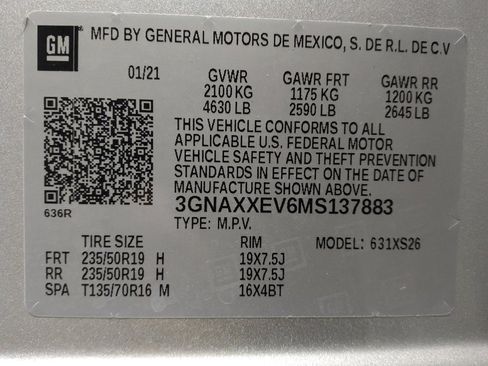 GM MFD BY GENERAL MOTORS DE MEXICO, S. DE R.L. DE C.V
01/21 GVWR GAWR FRT GAWR RR
2100 KG 1175 KG 1200 KG
4630 LB 2590 LB 2645 LB
THIS VEHICLE CONFORMS TO ALL
APPLICABLE U.S. FEDERAL MOTOR
VEHICLE SAFETY AND THEFT PREVENTION
STANDARDS IN EFFECT ON THE DATE OF
MANUFACTURE SHOWN ABOVE.
636R 3GNAXXEV6MS137883
TYPE: M.P.V.
TIRE SIZE RIM MODEL: 631XS26
FRT 235/50R19 H 19X7.5J
RR 235/50R19 H 19X7.5J
SPA T135/70R16 M 16X4BT